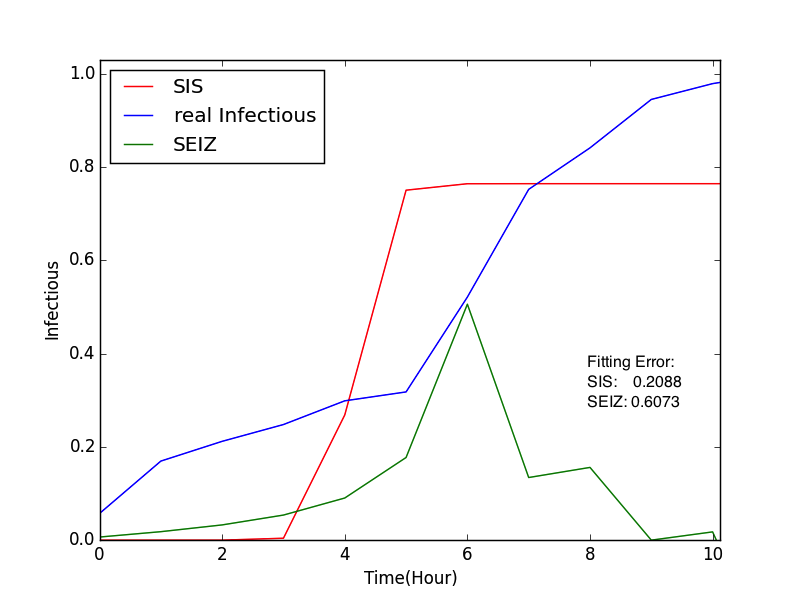 SIS
real Infectious
SEIZ
1.0
0.8
0.6
0.4
0.2
0.0
Infectious
Fitting Error:
SIS: 0.2088
SEIZ: 0.6073
0 2 4 6 8 10
Time(Hour)